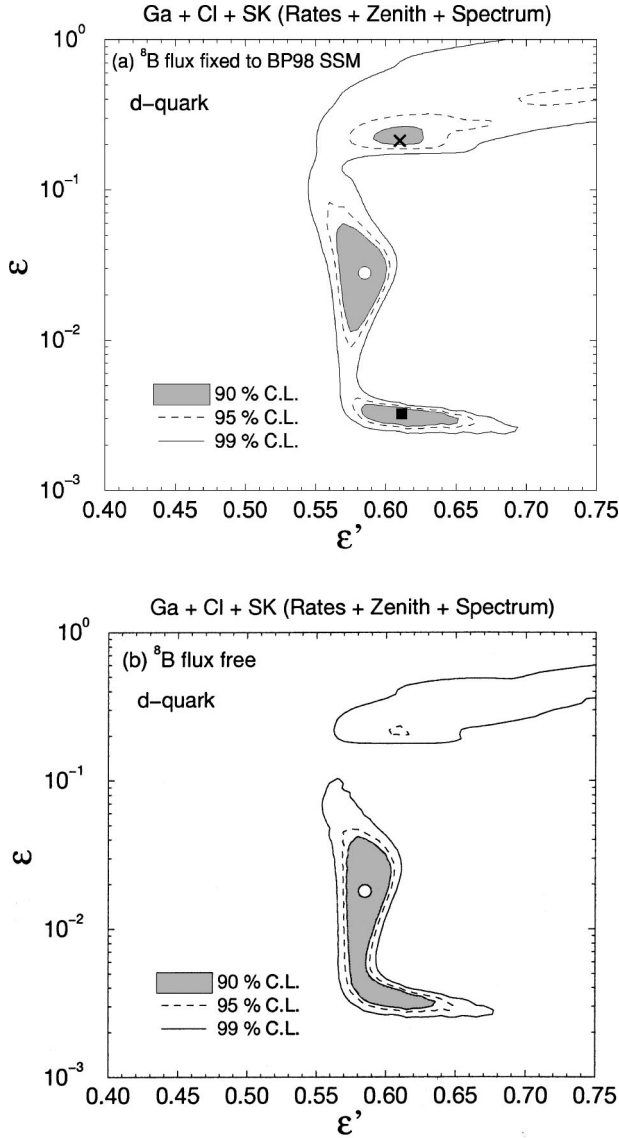 Ga + Cl + SK (Rates + Zenith + Spectrum)
10⁰
(a) ⁸B flux fixed to BP98 SSM
d−quark
10⁻¹
ε
10⁻²
90 % C.L.
95 % C.L.
99 % C.L.
10⁻³
0.40 0.45 0.50 0.55 0.60 0.65 0.70 0.75
ε'
Ga + Cl + SK (Rates + Zenith + Spectrum)
10⁰
(b) ⁸B flux free
d−quark
10⁻¹
ε
10⁻²
90 % C.L.
95 % C.L.
99 % C.L.
10⁻³
0.40 0.45 0.50 0.55 0.60 0.65 0.70 0.75
ε'